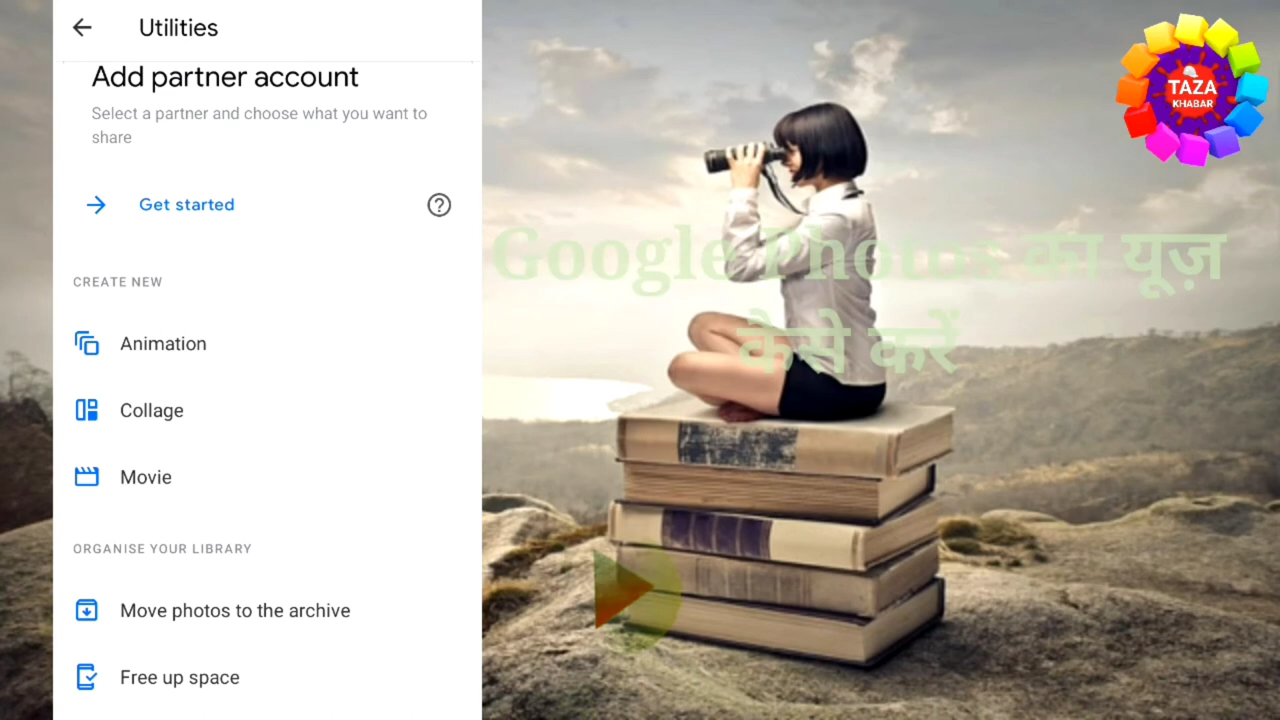 Utilities
Add partner account
Select a partner and choose what you want to
share
Get started
CREATE NEW
Animation
Collage
Movie
ORGANISE YOUR LIBRARY
Move photos to the archive
Free up space
Google Photos का यूज़
कैसे करें
TAZA
KHABAR